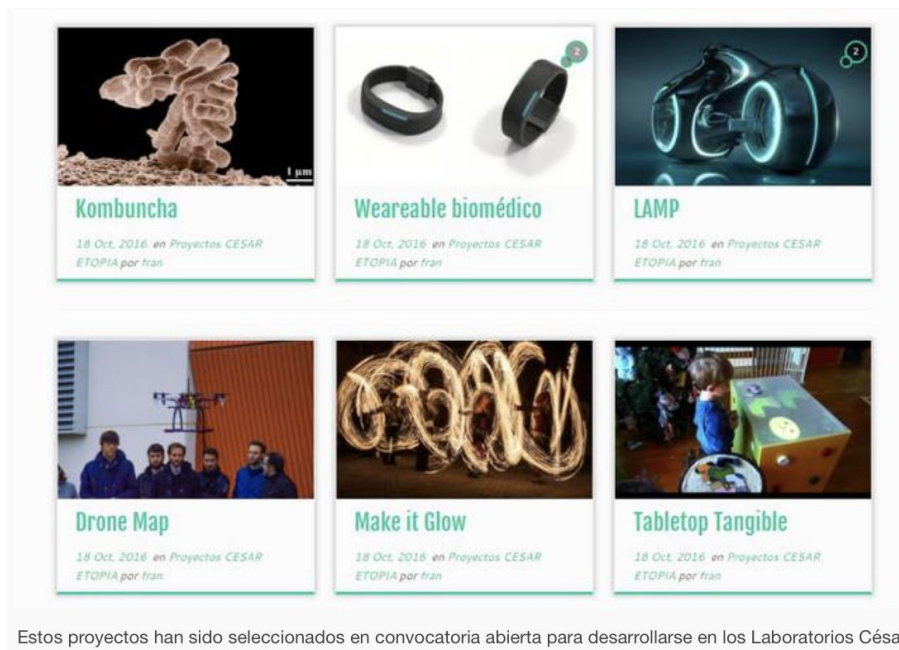 2
2
1 µm
Kombuncha
Weareable biomédico
LAMP
18 Oct, 2016 en Proyectos CESAR
ETOPIA por fran
18 Oct, 2016 en Proyectos CESAR
ETOPIA por fran
18 Oct, 2016 en Proyectos CESAR
ETOPIA por fran
Drone Map
Make it Glow
Tabletop Tangible
18 Oct, 2016 en Proyectos CESAR
ETOPIA por fran
18 Oct, 2016 en Proyectos CESAR
ETOPIA por fran
18 Oct, 2016 en Proyectos CESAR
ETOPIA por fran
Estos proyectos han sido seleccionados en convocatoria abierta para desarrollarse en los Laboratorios Césa